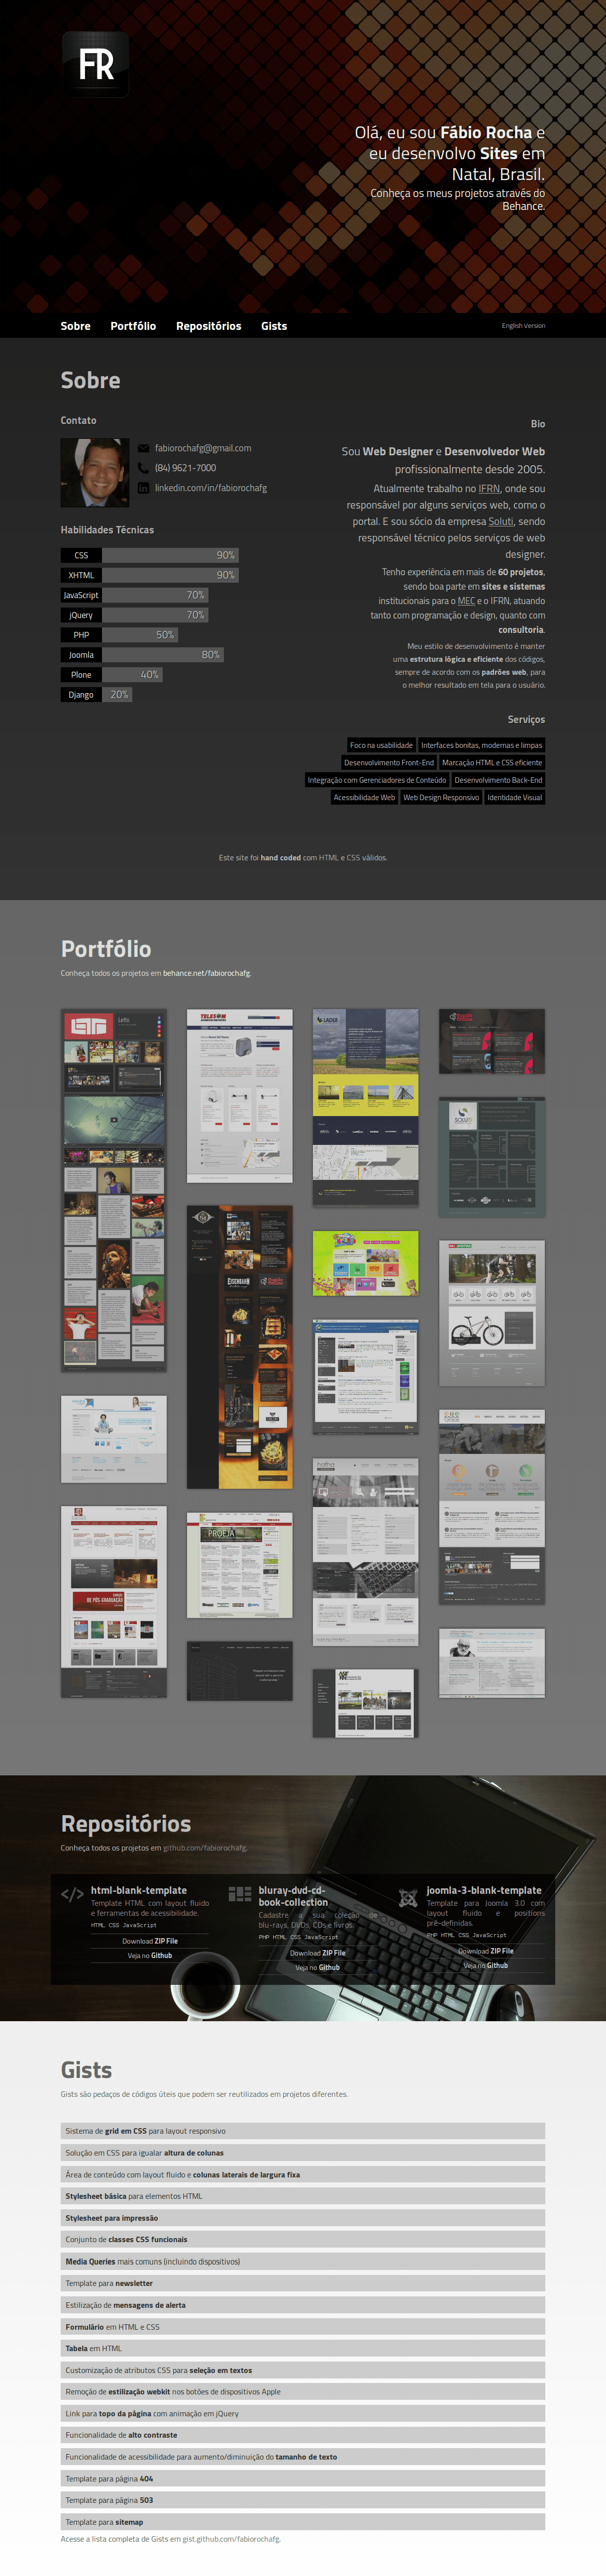 FR
Olá, eu sou Fábio Rocha e
eu desenvolvo Sites em
Natal, Brasil.
Conheça os meus projetos através do
Behance.
Sobre
Portfólio
Repositórios
Gists
English Version
Sobre
Contato
fabiorochafg@gmail.com
(84) 9621-7000
linkedin.com/in/fabiorochafg
Habilidades Técnicas
CSS 90%
XHTML 90%
JavaScript 70%
jQuery 70%
PHP 50%
Joomla 80%
Plone 40%
Django 20%
Bio
Sou Web Designer e Desenvolvedor Web
profissionalmente desde 2005.
Atualmente trabalho no IFRN, onde sou
responsável por alguns serviços web, como o
portal. E sou sócio da empresa Soluti, sendo
responsável técnico pelos serviços de web
designer.
Tenho experiência em mais de 60 projetos,
sendo boa parte em sites e sistemas
institucionais para o MEC e o IFRN, atuando
tanto com programação e design, quanto com
consultoria.
Meu estilo de desenvolvimento é manter
uma estrutura lógica e eficiente dos códigos,
sempre de acordo com os padrões web, para
o melhor resultado em tela para o usuário.
Serviços
Foco na usabilidade
Interfaces bonitas, modernas e limpas
Desenvolvimento Front-End
Marcação HTML e CSS eficiente
Integração com Gerenciadores de Conteúdo
Desenvolvimento Back-End
Acessibilidade Web
Web Design Responsivo
Identidade Visual
Este site foi hand coded com HTML e CSS válidos.
Portfólio
Conheça todos os projetos em behance.net/fabiorochafg.
TELESOM
LADER
EISENBAHN
PROEJA
Repositórios
Conheça todos os projetos em github.com/fabiorochafg.
html-blank-template
Template HTML com layout fluido
e ferramentas de acessibilidade.
HTML CSS JavaScript
Download ZIP File
Veja no Github
bluray-dvd-cd-
book-collection
Cadastre a sua coleção de
blu-rays, DVDs, CDs e livros.
PHP HTML CSS JavaScript
Download ZIP File
Veja no Github
joomla-3-blank-template
Template para Joomla 3.0 com
layout fluido e positions
pré-definidas.
PHP HTML CSS JavaScript
Download ZIP File
Veja no Github
Gists
Gists são pedaços de códigos úteis que podem ser reutilizados em projetos diferentes.
Sistema de grid em CSS para layout responsivo
Solução em CSS para igualar altura de colunas
Área de conteúdo com layout fluido e colunas laterais de largura fixa
Stylesheet básica para elementos HTML
Stylesheet para impressão
Conjunto de classes CSS funcionais
Media Queries mais comuns (incluindo dispositivos)
Template para newsletter
Estilização de mensagens de alerta
Formulário em HTML e CSS
Tabela em HTML
Customização de atributos CSS para seleção em textos
Remoção de estilização webkit nos botões de dispositivos Apple
Link para topo da página com animação em jQuery
Funcionalidade de alto contraste
Funcionalidade de acessibilidade para aumento/diminuição do tamanho de texto
Template para página 404
Template para página 503
Template para sitemap
Acesse a lista completa de Gists em gist.github.com/fabiorochafg.